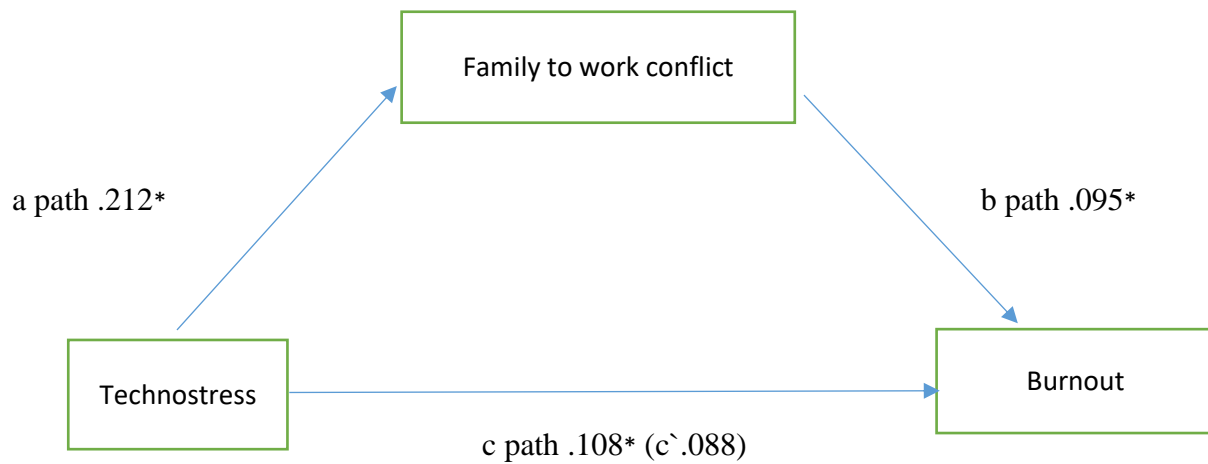 Family to work conflict
a path .212*
b path .095*
Technostress
Burnout
c path .108* (c`.088)